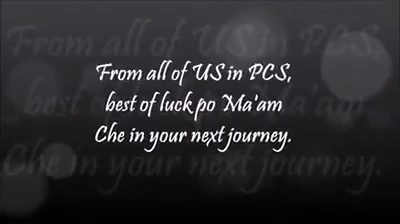 From all of US in PCS,
best of luck po Ma'am
Che in your next journey.